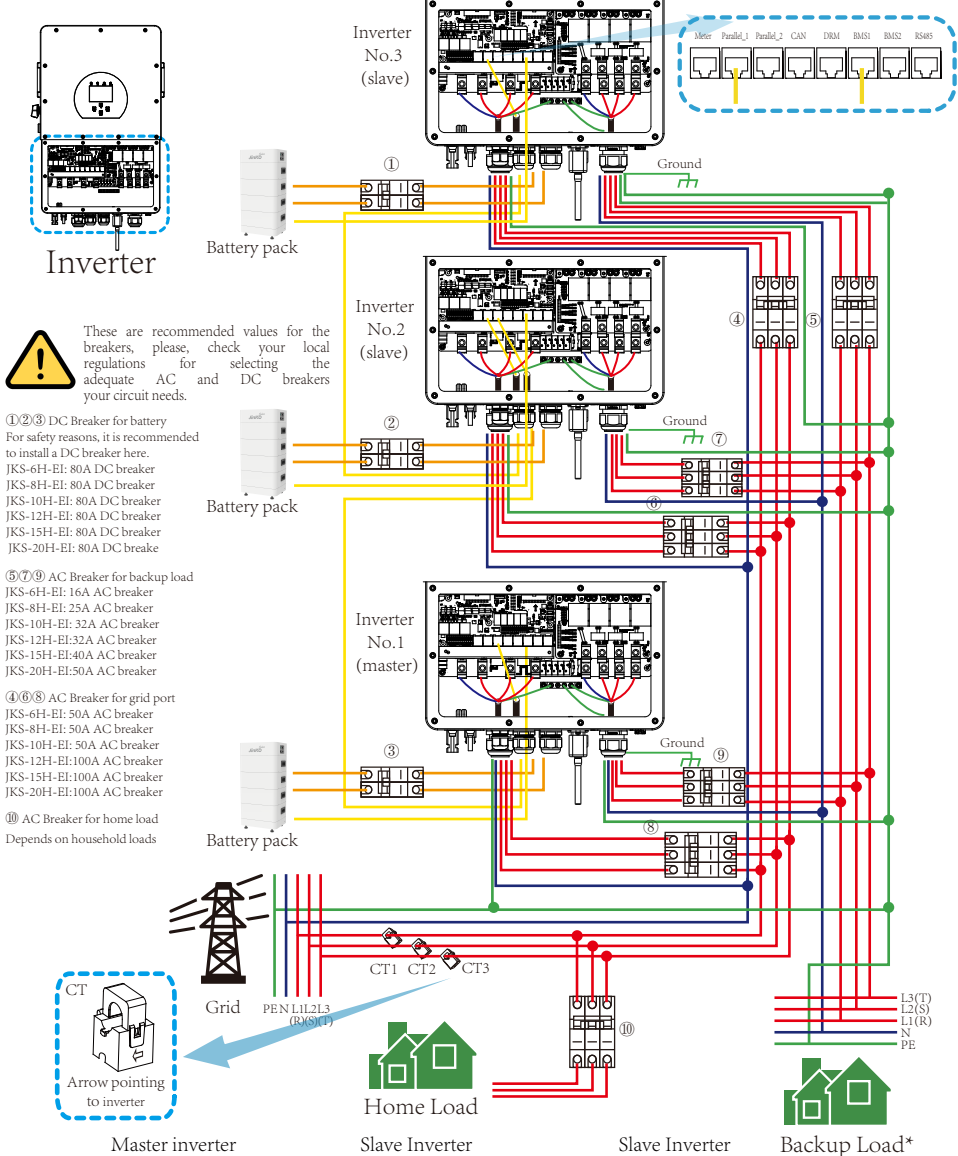 Inverter
No.3
(slave)
Meter Parallel_1 Parallel_2 CAN DRM BMS1 BMS2 RS485
①
Ground
Battery pack
Inverter
These are recommended values for the
breakers, please, check your local
regulations for selecting the
adequate AC and DC breakers
your circuit needs.
Inverter
No.2
(slave)
④
⑤
②
Ground
⑦
Battery pack
⑥
①②③ DC Breaker for battery
For safety reasons, it is recommended
to install a DC breaker here.
JKS-6H-EI: 80A DC breaker
JKS-8H-EI: 80A DC breaker
JKS-10H-EI: 80A DC breaker
JKS-12H-EI: 80A DC breaker
JKS-15H-EI: 80A DC breaker
JKS-20H-EI: 80A DC breake
⑤⑦⑨ AC Breaker for backup load
JKS-6H-EI: 16A AC breaker
JKS-8H-EI: 25A AC breaker
JKS-10H-EI: 32A AC breaker
JKS-12H-EI:32A AC breaker
JKS-15H-EI:40A AC breaker
JKS-20H-EI:50A AC breaker
④⑥⑧ AC Breaker for grid port
JKS-6H-EI: 50A AC breaker
JKS-8H-EI: 50A AC breaker
JKS-10H-EI: 50A AC breaker
JKS-12H-EI:100A AC breaker
JKS-15H-EI:100A AC breaker
JKS-20H-EI:100A AC breaker
⑩ AC Breaker for home load
Depends on household loads
Inverter
No.1
(master)
③
Ground
⑨
Battery pack
⑧
CT1 CT2 CT3
Grid
PE N L1 L2 L3
(R)(S)(T)
CT
Arrow pointing
to inverter
⑩
Home Load
L3(T)
L2(S)
L1(R)
N
PE
Backup Load*
Master inverter
Slave Inverter
Slave Inverter